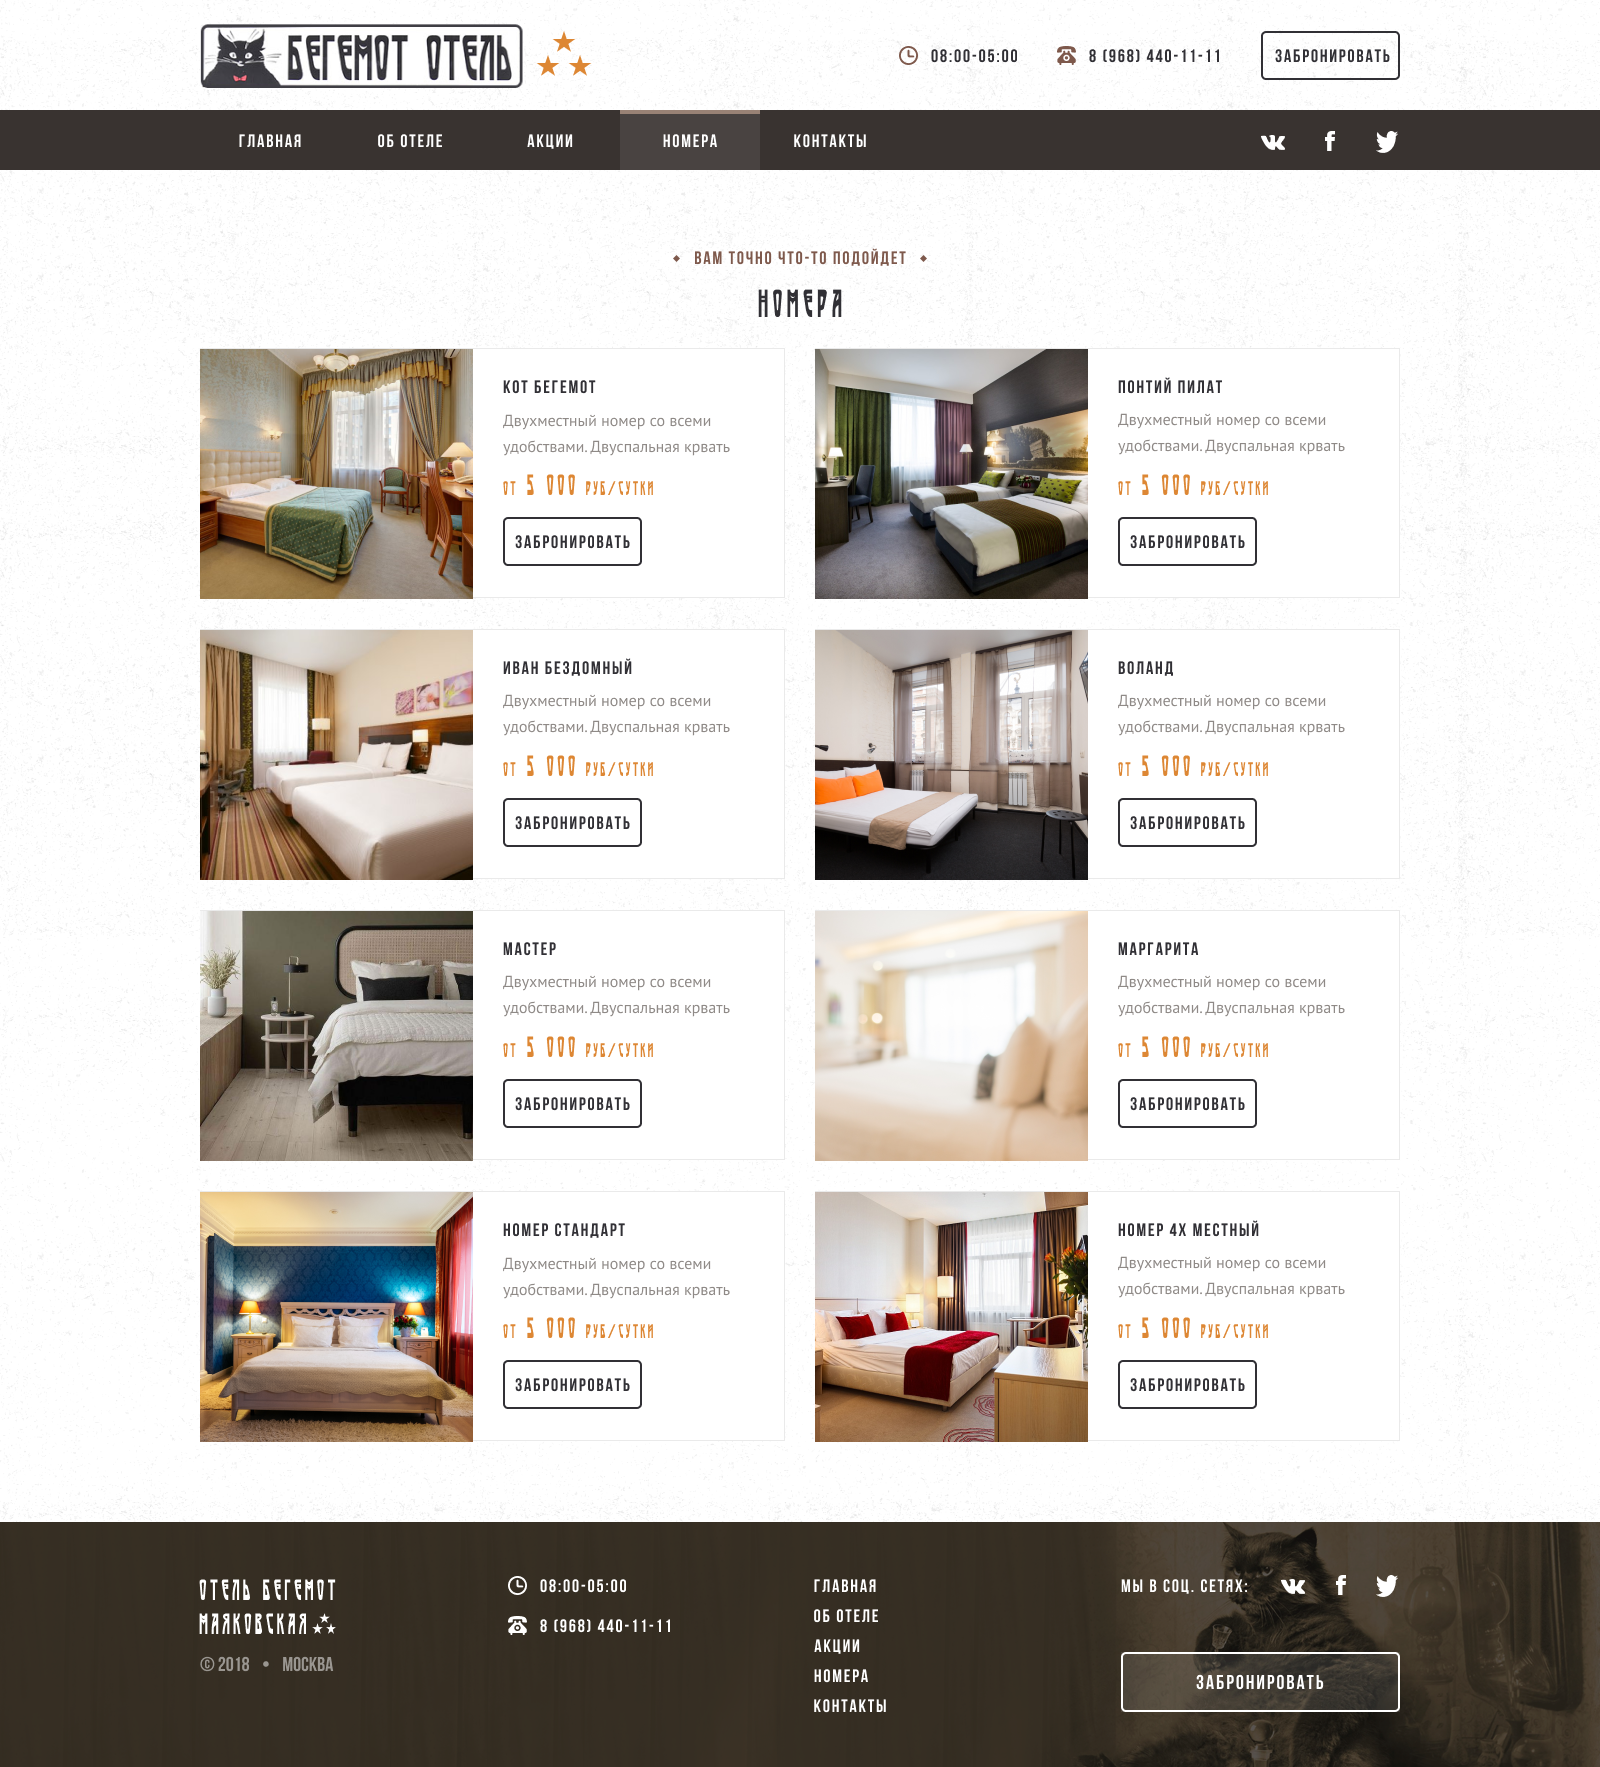 БЕГЕМОТ ОТЕЛЬ
08:00-05:00
8 (968) 440-11-11
ЗАБРОНИРОВАТЬ
ГЛАВНАЯ
ОБ ОТЕЛЕ
АКЦИИ
НОМЕРА
КОНТАКТЫ
ВАМ ТОЧНО ЧТО-ТО ПОДОЙДЕТ
НОМЕРА
КОТ БЕГЕМОТ
Двухместный номер со всеми
удобствами. Двуспальная крвать
ОТ 5 000 РУБ/СУТКИ
ЗАБРОНИРОВАТЬ
ПОНТИЙ ПИЛАТ
Двухместный номер со всеми
удобствами. Двуспальная крвать
ОТ 5 000 РУБ/СУТКИ
ЗАБРОНИРОВАТЬ
ИВАН БЕЗДОМНЫЙ
Двухместный номер со всеми
удобствами. Двуспальная крвать
ОТ 5 000 РУБ/СУТКИ
ЗАБРОНИРОВАТЬ
ВОЛАНД
Двухместный номер со всеми
удобствами. Двуспальная крвать
ОТ 5 000 РУБ/СУТКИ
ЗАБРОНИРОВАТЬ
МАСТЕР
Двухместный номер со всеми
удобствами. Двуспальная крвать
ОТ 5 000 РУБ/СУТКИ
ЗАБРОНИРОВАТЬ
МАРГАРИТА
Двухместный номер со всеми
удобствами. Двуспальная крвать
ОТ 5 000 РУБ/СУТКИ
ЗАБРОНИРОВАТЬ
НОМЕР СТАНДАРТ
Двухместный номер со всеми
удобствами. Двуспальная крвать
ОТ 5 000 РУБ/СУТКИ
ЗАБРОНИРОВАТЬ
НОМЕР 4Х МЕСТНЫЙ
Двухместный номер со всеми
удобствами. Двуспальная крвать
ОТ 5 000 РУБ/СУТКИ
ЗАБРОНИРОВАТЬ
ОТЕЛЬ БЕГЕМОТ
МАЯКОВСКАЯ
© 2018 • МОСКВА
08:00-05:00
8 (968) 440-11-11
ГЛАВНАЯ
ОБ ОТЕЛЕ
АКЦИИ
НОМЕРА
КОНТАКТЫ
МЫ В СОЦ. СЕТЯХ:
ЗАБРОНИРОВАТЬ